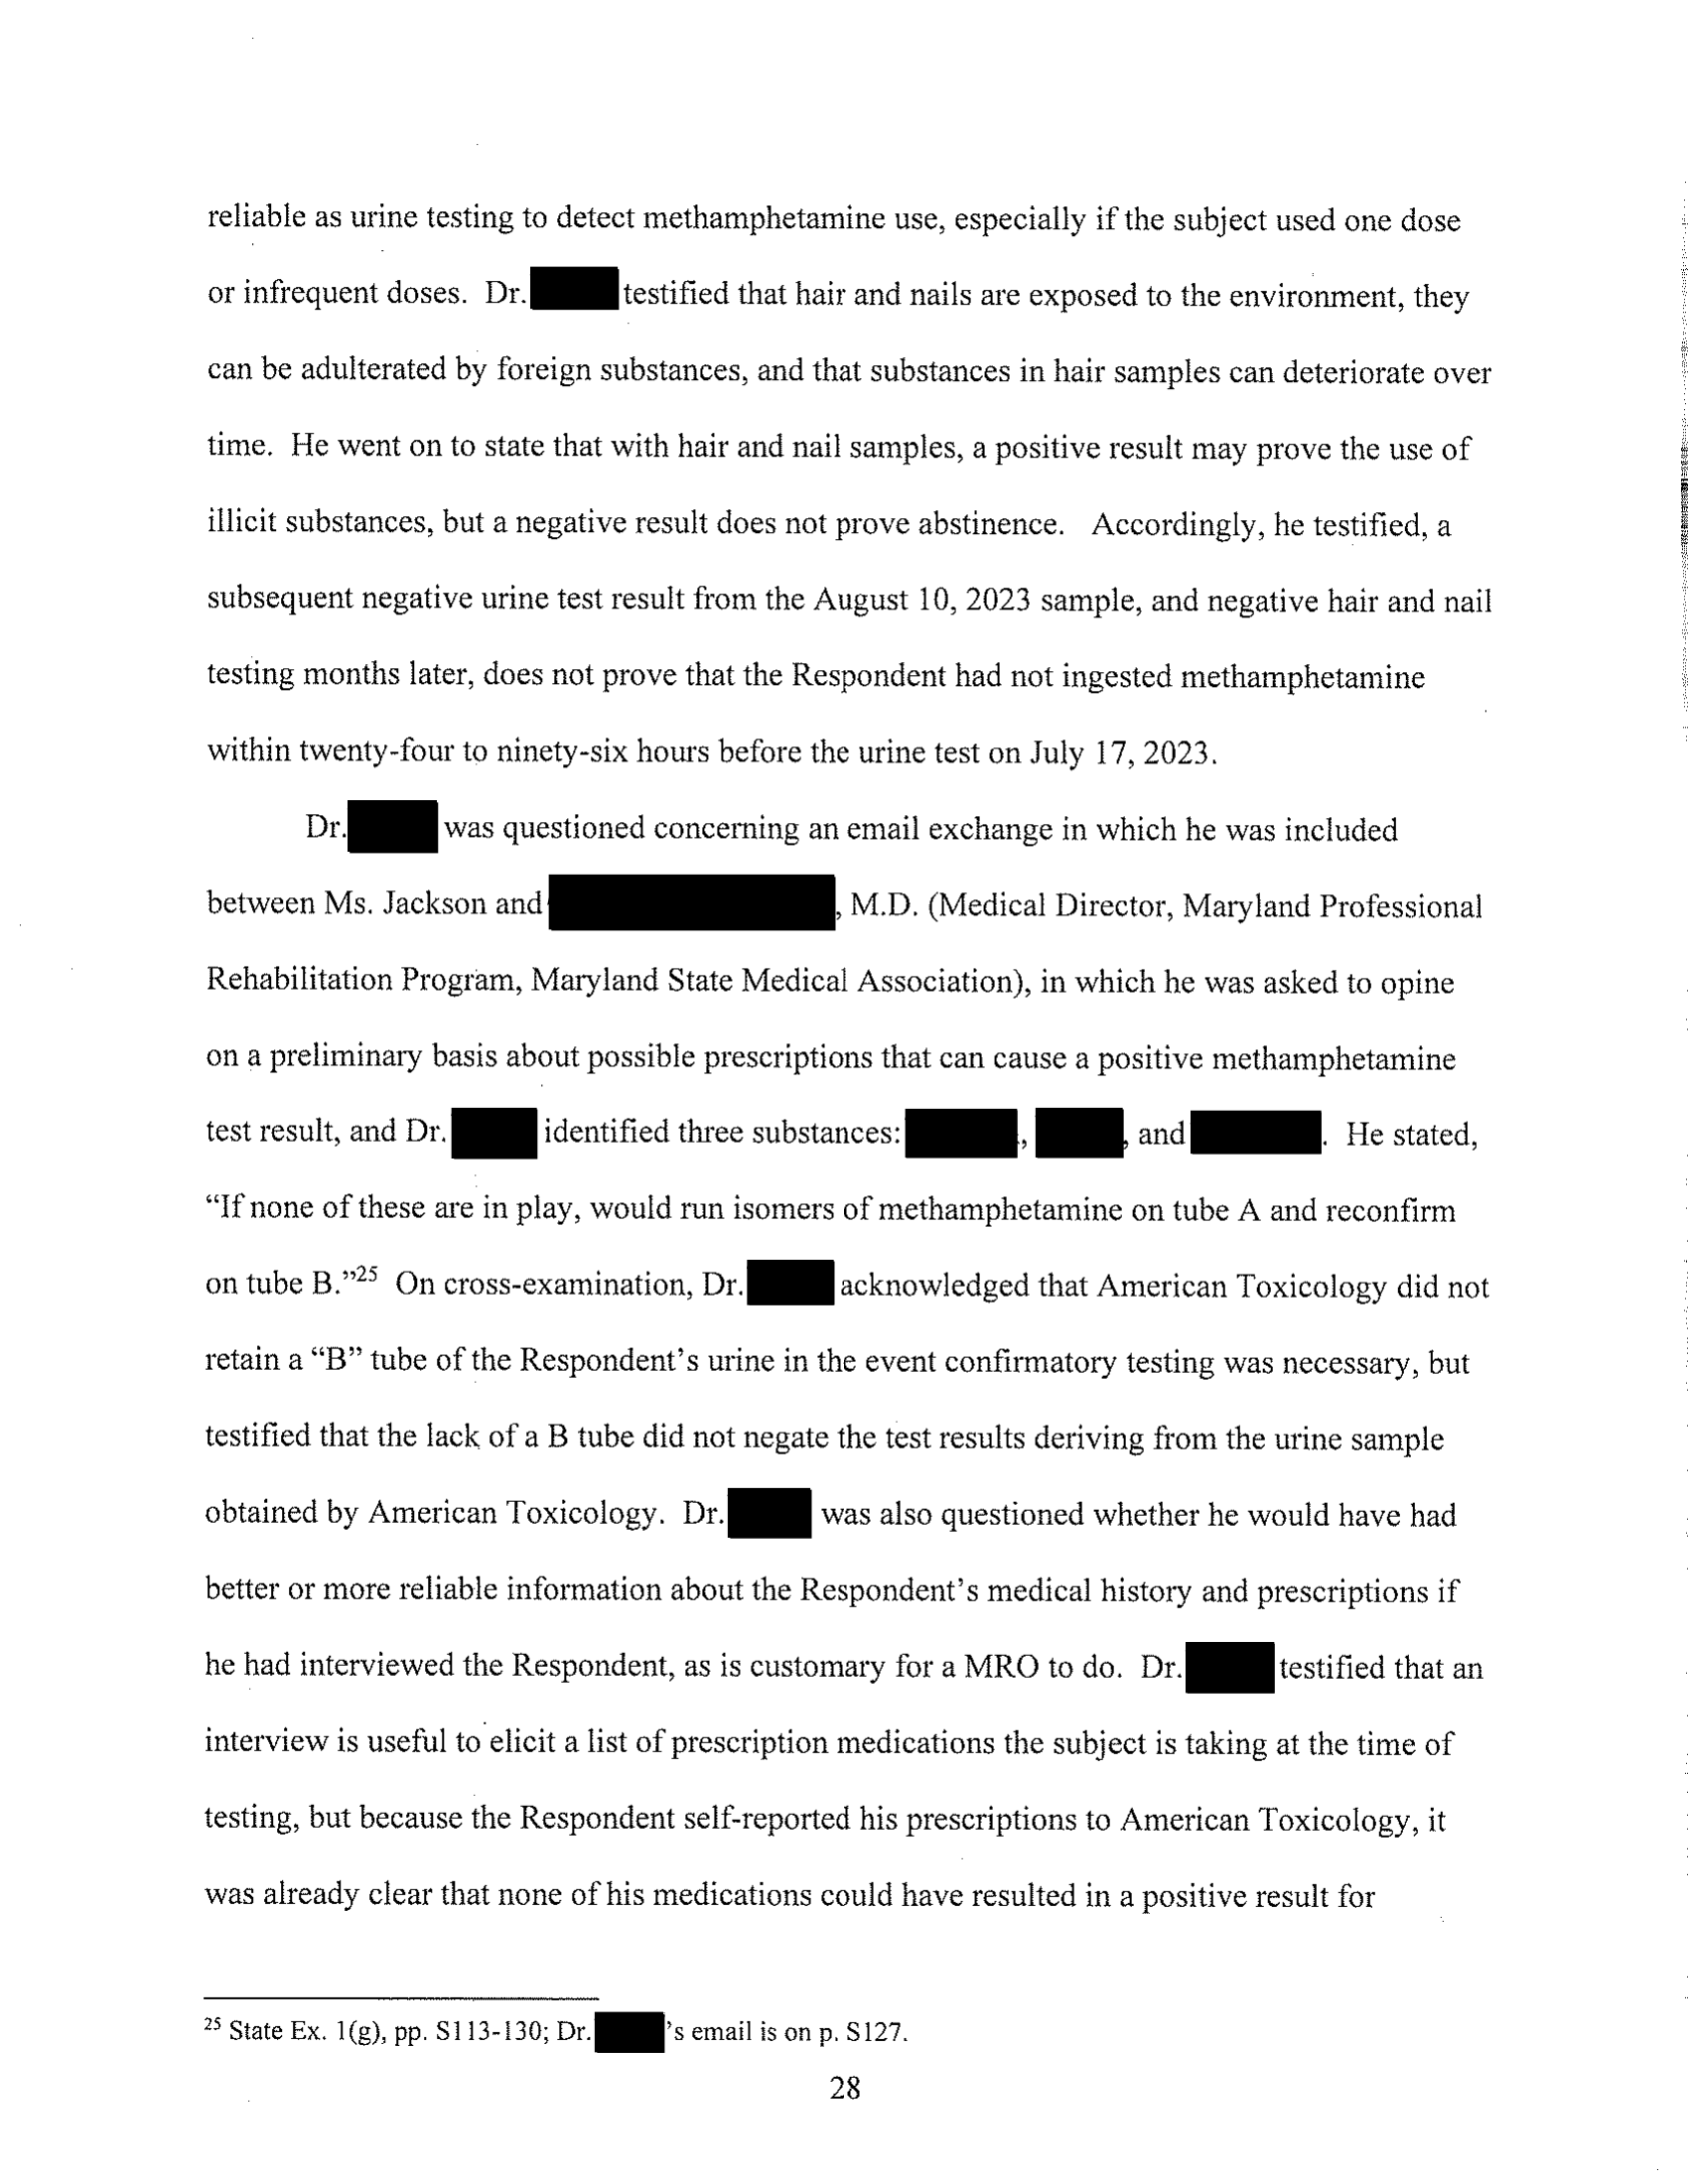 reliable as urine testing to detect methamphetamine use, especially if the subject used one dose
or infrequent doses.  Dr. testified that hair and nails are exposed to the environment, they
can be adulterated by foreign substances, and that substances in hair samples can deteriorate over
time.  He went on to state that with hair and nail samples, a positive result may prove the use of
illicit substances, but a negative result does not prove abstinence.   Accordingly, he testified, a
subsequent negative urine test result from the August 10, 2023 sample, and negative hair and nail
testing months later, does not prove that the Respondent had not ingested methamphetamine
within twenty-four to ninety-six hours before the urine test on July 17, 2023.
Dr. was questioned concerning an email exchange in which he was included
between Ms. Jackson and , M.D. (Medical Director, Maryland Professional
Rehabilitation Program, Maryland State Medical Association), in which he was asked to opine
on a preliminary basis about possible prescriptions that can cause a positive methamphetamine
test result, and Dr. identified three substances: , , and .  He stated,
“If none of these are in play, would run isomers of methamphetamine on tube A and reconfirm
on tube B.”25  On cross-examination, Dr. acknowledged that American Toxicology did not
retain a “B” tube of the Respondent’s urine in the event confirmatory testing was necessary, but
testified that the lack of a B tube did not negate the test results deriving from the urine sample
obtained by American Toxicology.  Dr. was also questioned whether he would have had
better or more reliable information about the Respondent’s medical history and prescriptions if
he had interviewed the Respondent, as is customary for a MRO to do.  Dr. testified that an
interview is useful to elicit a list of prescription medications the subject is taking at the time of
testing, but because the Respondent self-reported his prescriptions to American Toxicology, it
was already clear that none of his medications could have resulted in a positive result for
25 State Ex. 1(g), pp. S113-130; Dr. ’s email is on p. S127.
28